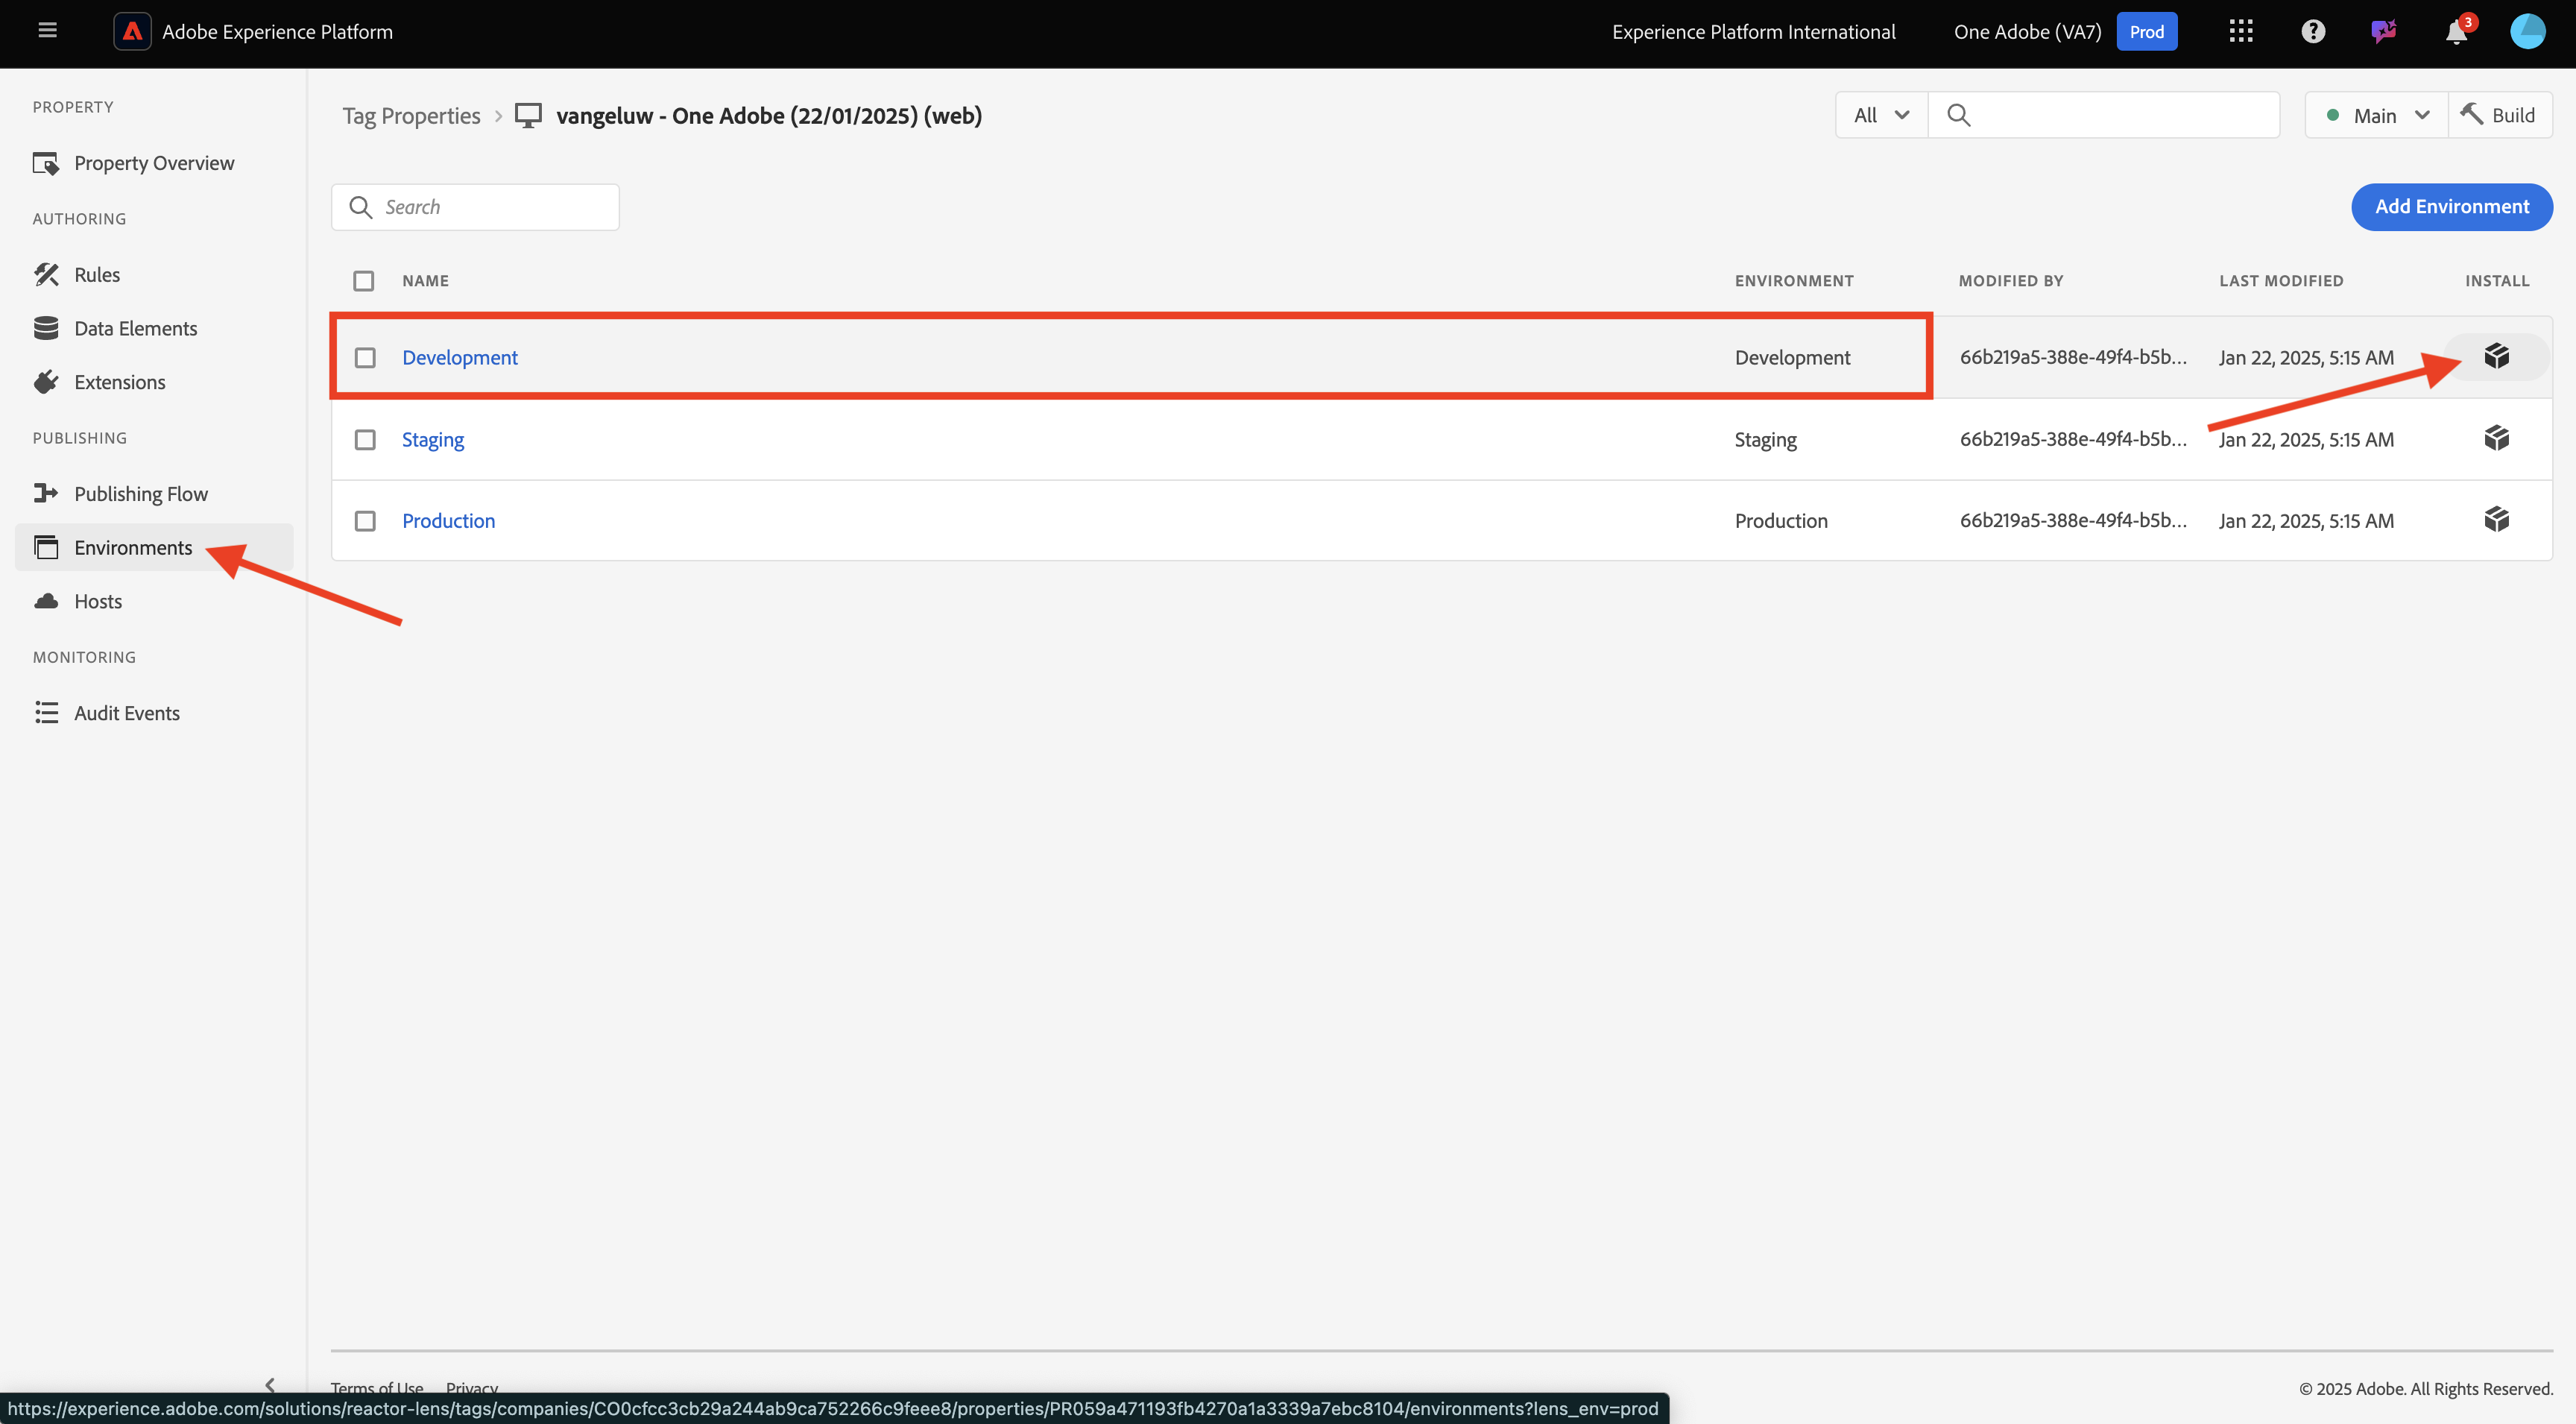 Adobe Experience Platform
Experience Platform International
One Adobe (VA7)
Prod
3
PROPERTY
Property Overview
AUTHORING
Rules
Data Elements
Extensions
PUBLISHING
Publishing Flow
Environments
Hosts
MONITORING
Audit Events
Tag Properties > vangeluw - One Adobe (22/01/2025) (web)
All
Main
Build
Search
Add Environment
NAME ENVIRONMENT MODIFIED BY LAST MODIFIED INSTALL
Development Development 66b219a5-388e-49f4-b5b... Jan 22, 2025, 5:15 AM
Staging Staging 66b219a5-388e-49f4-b5b... Jan 22, 2025, 5:15 AM
Production Production 66b219a5-388e-49f4-b5b... Jan 22, 2025, 5:15 AM
Terms of Use Privacy
© 2025 Adobe. All Rights Reserved.
https://experience.adobe.com/solutions/reactor-lens/tags/companies/CO0cfcc3cb29a244ab9ca752266c9feee8/properties/PR059a471193fb4270a1a3339a7ebc8104/environments?lens_env=prod